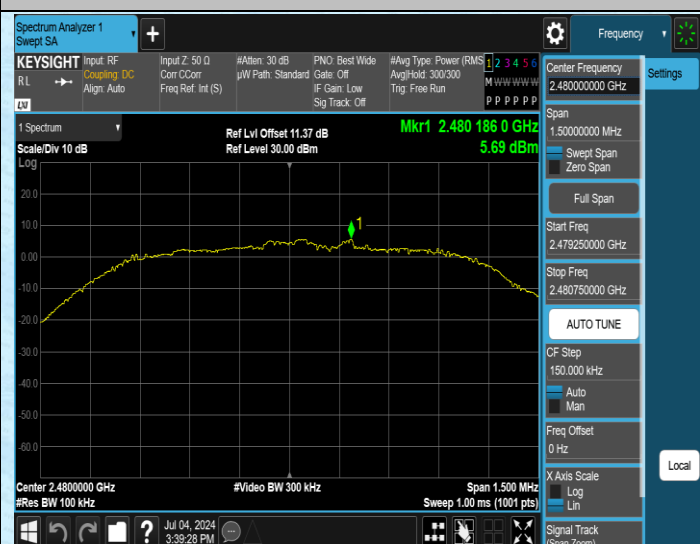 Spectrum Analyzer 1
Swept SA
+
Frequency
KEYSIGHT
RL
LXI
Input: RF
Coupling: DC
Align: Auto
Input Z: 50 Ω
Corr CCorr
Freq Ref: Int (S)
#Atten: 30 dB
µW Path: Standard
PNO: Best Wide
Gate: Off
IF Gain: Low
Sig Track: Off
#Avg Type: Power (RMS
Avg|Hold: 300/300
Trig: Free Run
1 2 3 4 5 6
M W W W W W
P P P P P P
1 Spectrum
Scale/Div 10 dB
Log
Ref Lvl Offset 11.37 dB
Ref Level 30.00 dBm
Mkr1 2.480 186 0 GHz
5.69 dBm
1
20.0
10.0
0.00
-10.0
-20.0
-30.0
-40.0
-50.0
-60.0
Center 2.4800000 GHz
#Res BW 100 kHz
#Video BW 300 kHz
Span 1.500 MHz
Sweep 1.00 ms (1001 pts)
Center Frequency
2.480000000 GHz
Settings
Span
1.50000000 MHz
Swept Span
Zero Span
Full Span
Start Freq
2.479250000 GHz
Stop Freq
2.480750000 GHz
AUTO TUNE
CF Step
150.000 kHz
Auto
Man
Freq Offset
0 Hz
X Axis Scale
Log
Lin
Local
Signal Track
(Span Zoom)
?
Jul 04, 2024
3:39:28 PM